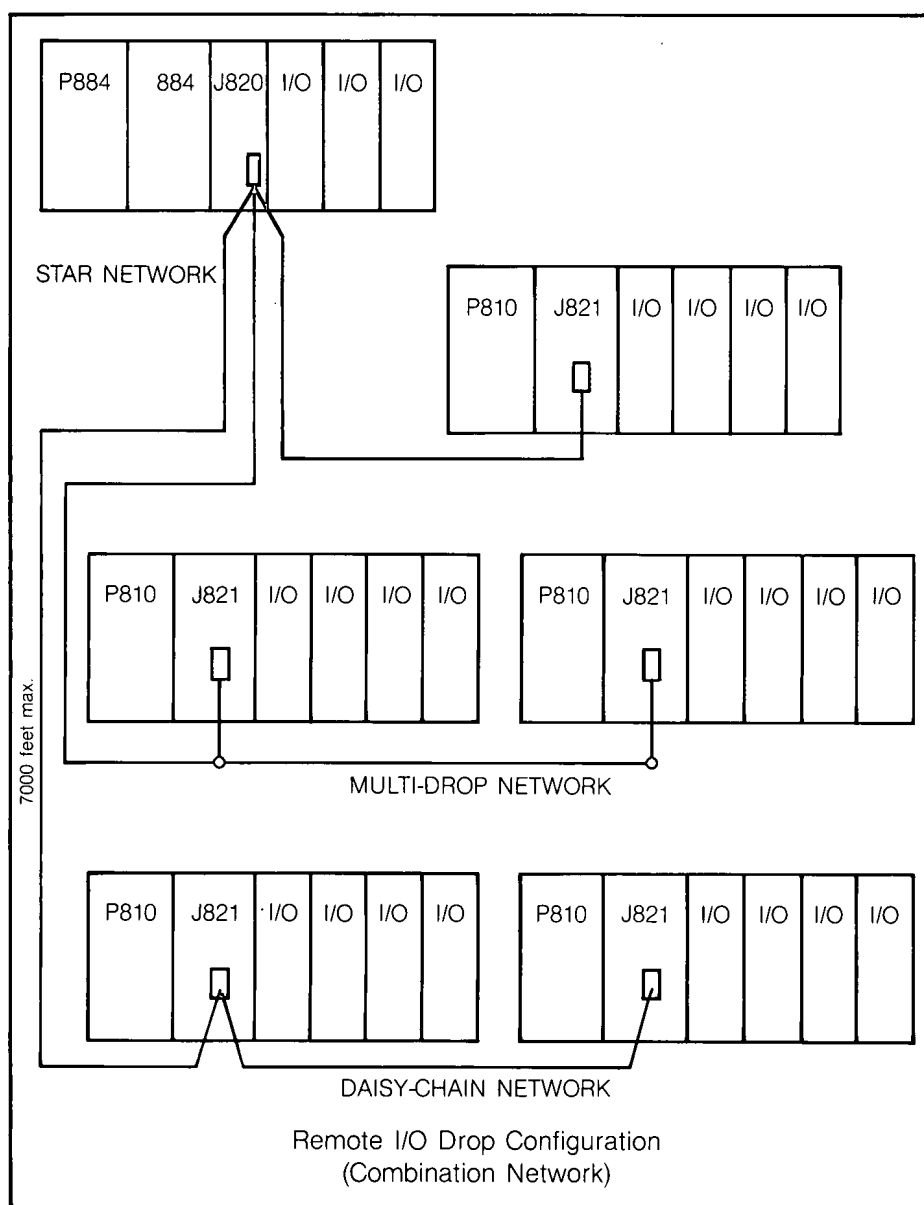 P884 884 J820 I/O I/O I/O
STAR NETWORK
P810 J821 I/O I/O I/O I/O
P810 J821 I/O I/O I/O I/O
P810 J821 I/O I/O I/O I/O
7000 feet max.
MULTI-DROP NETWORK
P810 J821 I/O I/O I/O I/O
P810 J821 I/O I/O I/O I/O
DAISY-CHAIN NETWORK
Remote I/O Drop Configuration
(Combination Network)